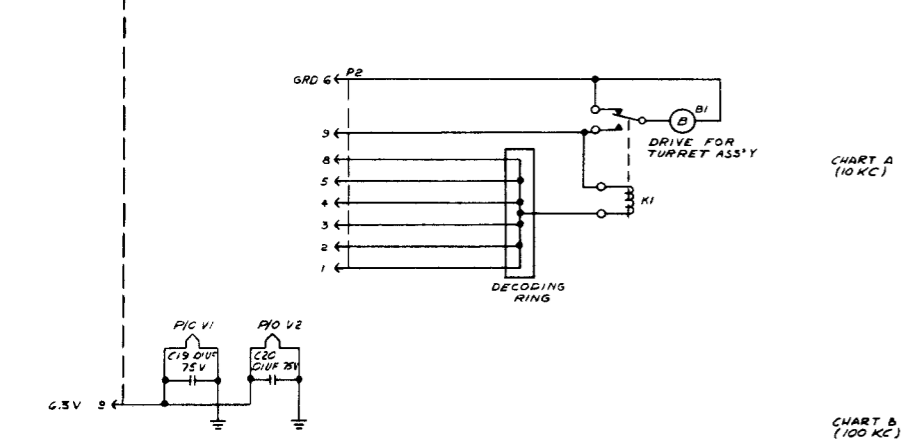 P2
GRD 6
B1
B
9
DRIVE FOR
TURRET ASS'Y
8
CHART A
(10 KC)
5
4
K1
3
2
1
DECODING
RING
P/O V1
P/O V2
C19 .01UF
75V
C20
.01UF 75V
6.3V 9
CHART B
(100 KC)